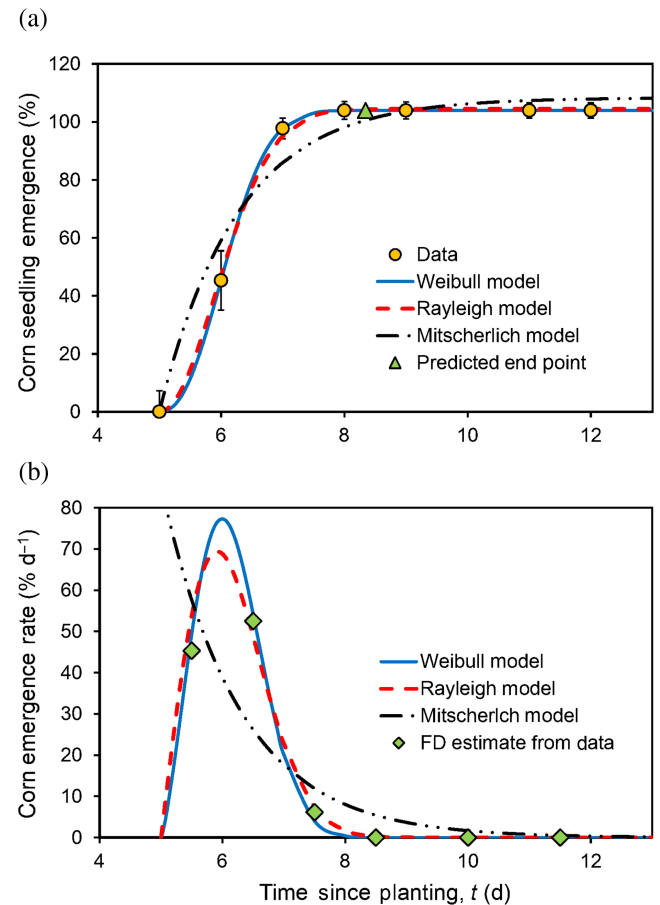 (a)
Corn seedling emergence (%)
120
100
80
60
40
20
0
Data
Weibull model
Rayleigh model
Mitscherlich model
Predicted end point
4 6 8 10 12
(b)
Corn emergence rate (% d⁻¹)
80
70
60
50
40
30
20
10
0
Weibull model
Rayleigh model
Mitscherlch model
FD estimate from data
4 6 8 10 12
Time since planting, t (d)